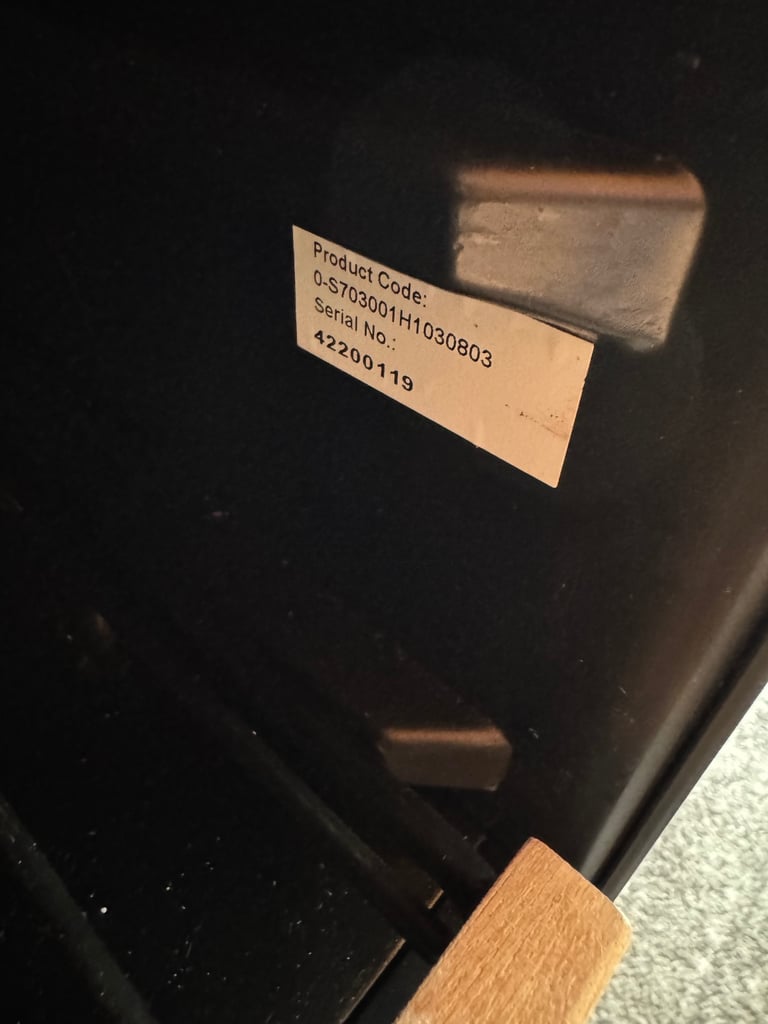 Product Code:
0-S703001H1030803
Serial No.:
42200119